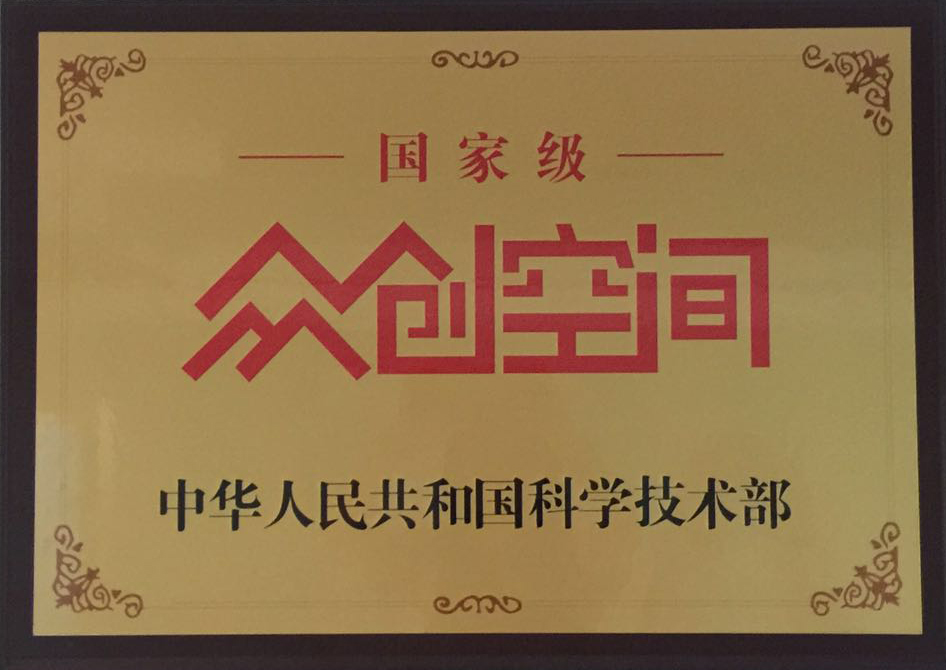 国家级
众创空间
中华人民共和国科学技术部